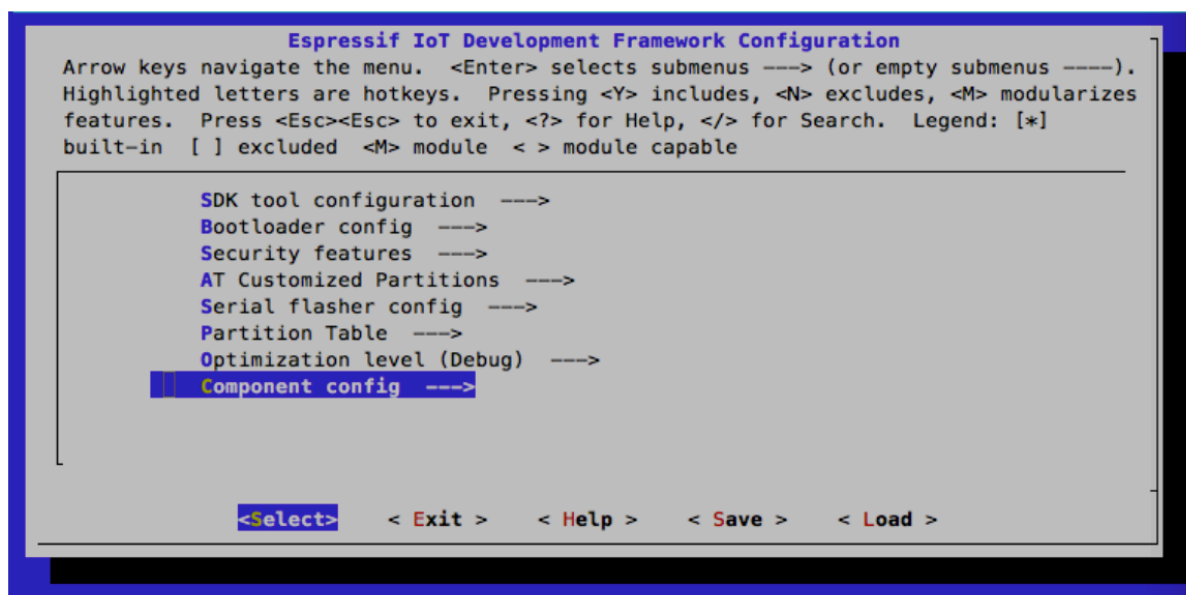 Espressif IoT Development Framework Configuration
Arrow keys navigate the menu.  <Enter> selects submenus ---> (or empty submenus ----).
Highlighted letters are hotkeys.  Pressing <Y> includes, <N> excludes, <M> modularizes
features.  Press <Esc><Esc> to exit, <?> for Help, </> for Search.  Legend: [*]
built-in  [ ] excluded  <M> module  < > module capable
SDK tool configuration  --->
Bootloader config  --->
Security features  --->
AT Customized Partitions  --->
Serial flasher config  --->
Partition Table  --->
Optimization level (Debug)  --->
Component config  --->
<Select>    < Exit >    < Help >    < Save >    < Load >